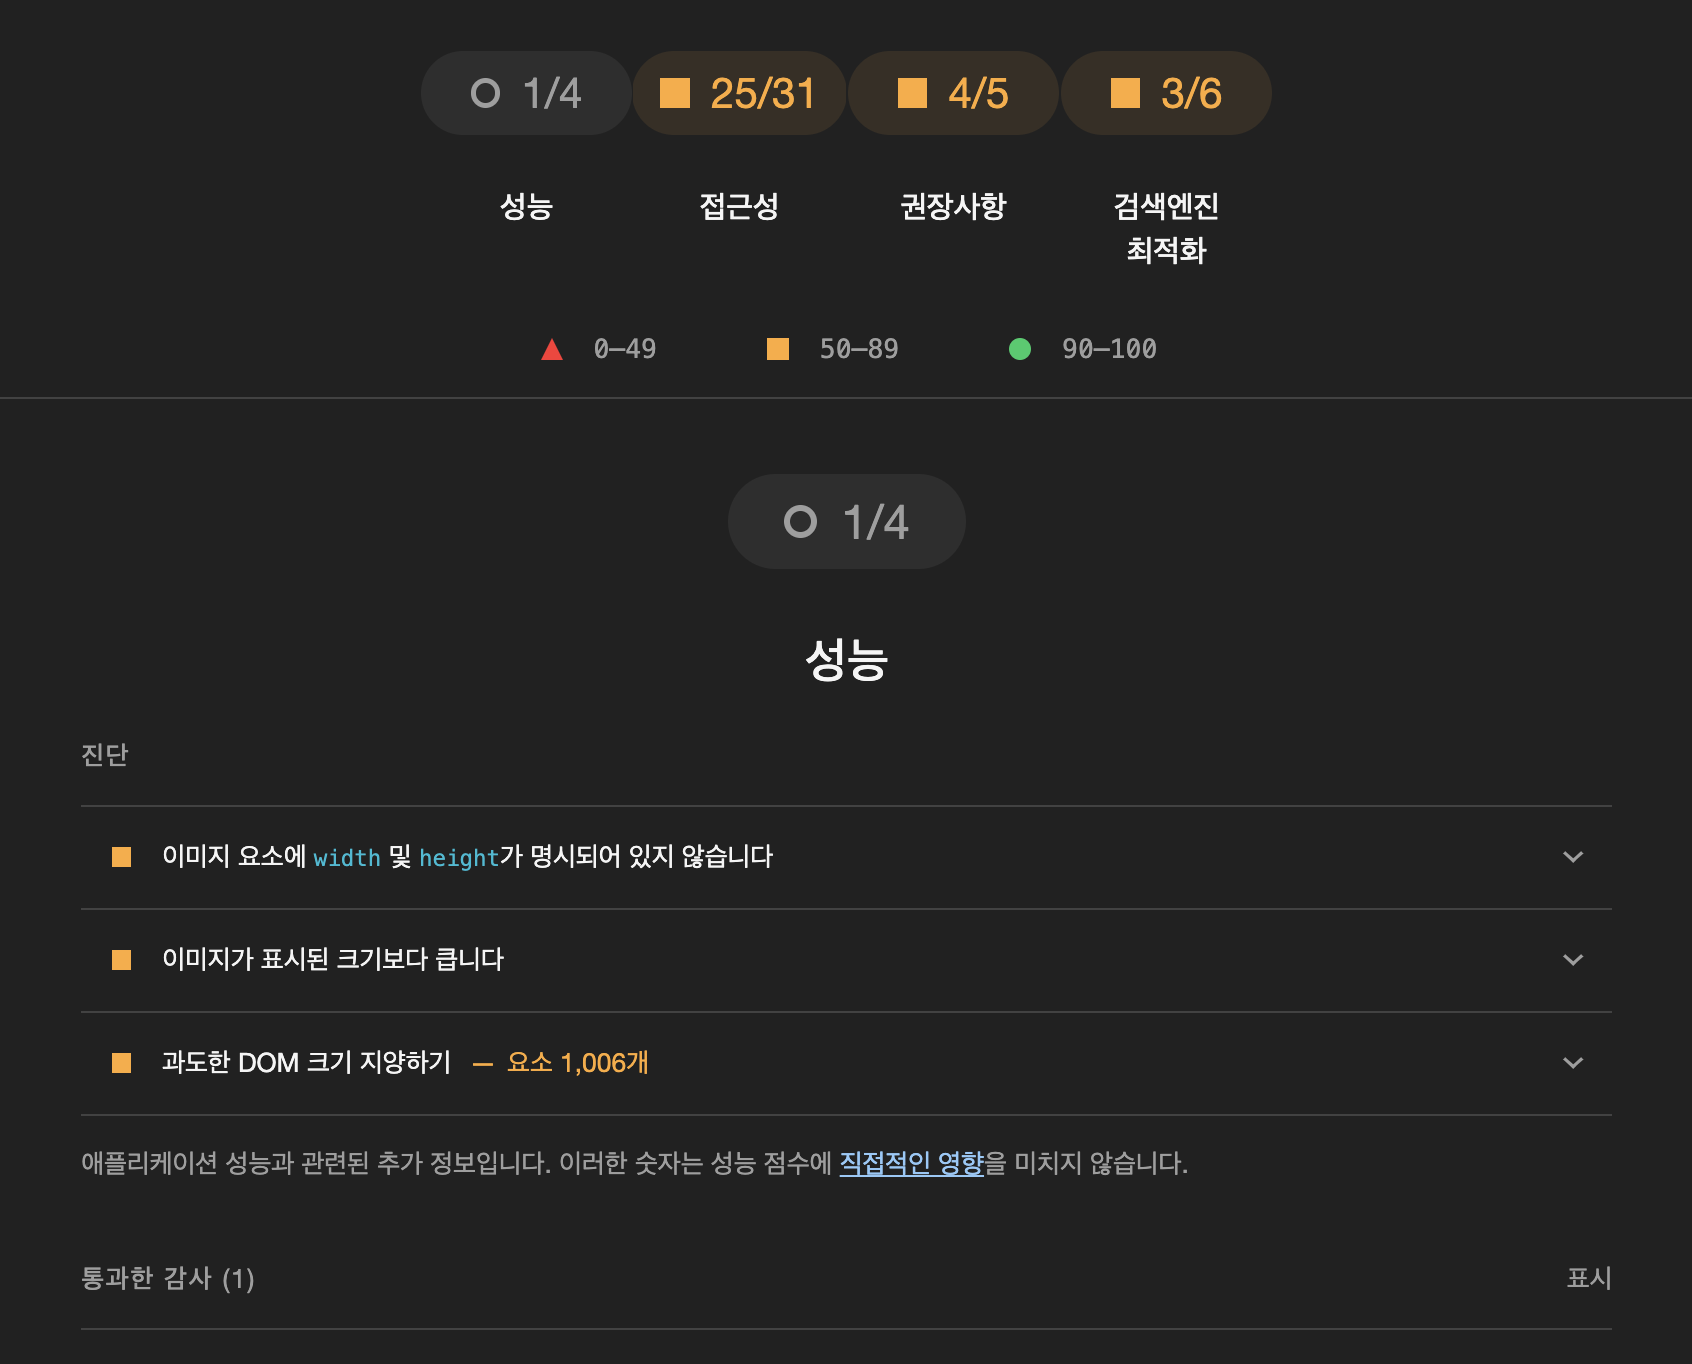 1/4
25/31
4/5
3/6
성능
접근성
권장사항
검색엔진
최적화
0–49
50–89
90–100
1/4
성능
진단
이미지 요소에 width 및 height가 명시되어 있지 않습니다
이미지가 표시된 크기보다 큽니다
과도한 DOM 크기 지양하기 — 요소 1,006개
애플리케이션 성능과 관련된 추가 정보입니다. 이러한 숫자는 성능 점수에 직접적인 영향을 미치지 않습니다.
통과한 감사 (1)
표시